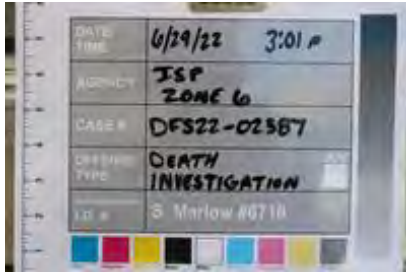 DATE/ 6/29/22 3:01 P
TIME
AGENCY ISP
ZONE 6
CASE # DFS22-02387
OFFENSE DEATH
TYPE INVESTIGATION
I.D. # S. Marlow #6716